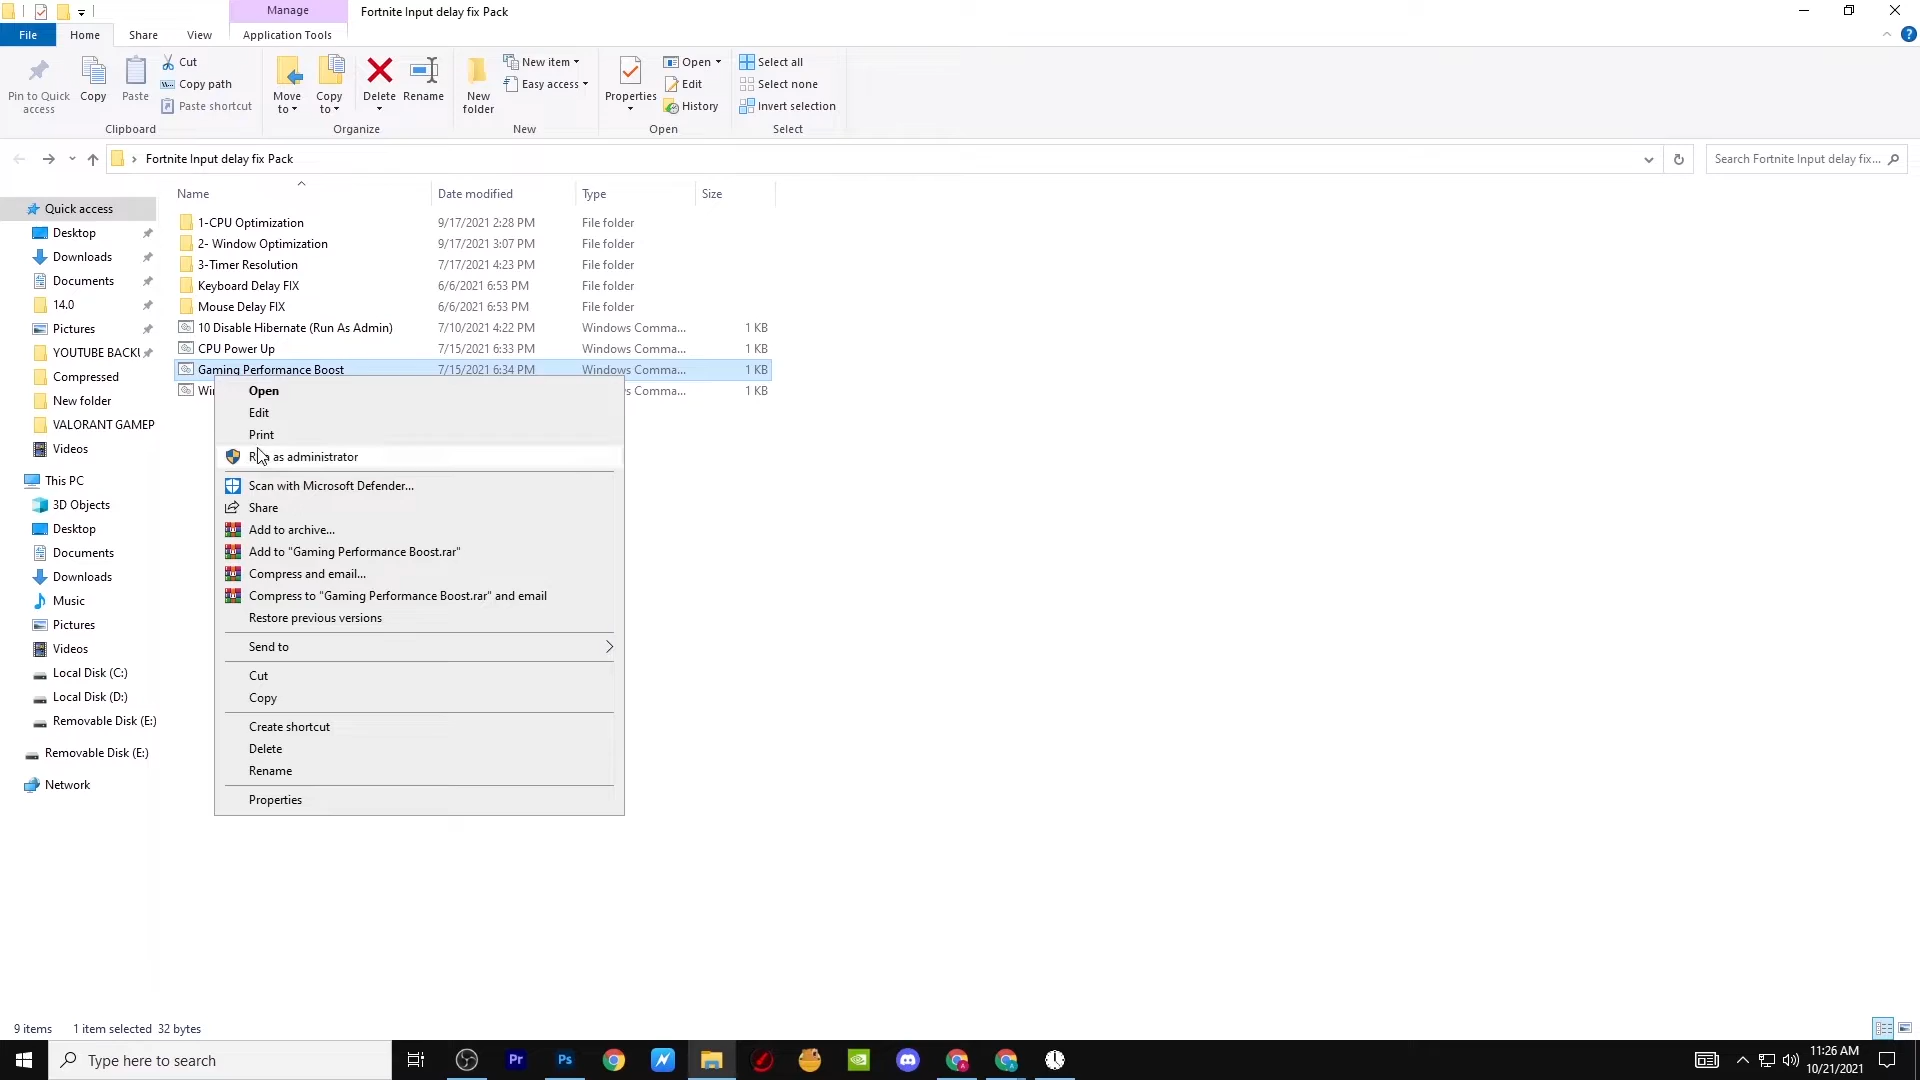 Manage
Fortnite Input delay fix Pack
File
Home
Share
View
Application Tools
Pin to Quick access
Copy
Paste
Cut
Copy path
Paste shortcut
Move to
Copy to
Delete
Rename
New folder
New item
Easy access
Properties
Open
Edit
History
Select all
Select none
Invert selection
Clipboard
Organize
New
Open
Select
Fortnite Input delay fix Pack
Search Fortnite Input delay fix...
Name
Date modified
Type
Size
Quick access
Desktop
Downloads
Documents
14.0
Pictures
YOUTUBE BACKU
Compressed
New folder
VALORANT GAMEP
Videos
This PC
3D Objects
Desktop
Documents
Downloads
Music
Pictures
Videos
Local Disk (C:)
Local Disk (D:)
Removable Disk (E:)
Removable Disk (E:)
Network
1-CPU Optimization 9/17/2021 2:28 PM File folder
2- Window Optimization 9/17/2021 3:07 PM File folder
3-Timer Resolution 7/17/2021 4:23 PM File folder
Keyboard Delay FIX 6/6/2021 6:53 PM File folder
Mouse Delay FIX 6/6/2021 6:53 PM File folder
10 Disable Hibernate (Run As Admin) 7/10/2021 4:22 PM Windows Comma... 1 KB
CPU Power Up 7/15/2021 6:33 PM Windows Comma... 1 KB
Gaming Performance Boost 7/15/2021 6:34 PM Windows Comma... 1 KB
s Comma... 1 KB
Open
Edit
Print
Run as administrator
Scan with Microsoft Defender...
Share
Add to archive...
Add to "Gaming Performance Boost.rar"
Compress and email...
Compress to "Gaming Performance Boost.rar" and email
Restore previous versions
Send to
Cut
Copy
Create shortcut
Delete
Rename
Properties
9 items 1 item selected 32 bytes
Type here to search
Pr
Ps
11:26 AM
10/21/2021